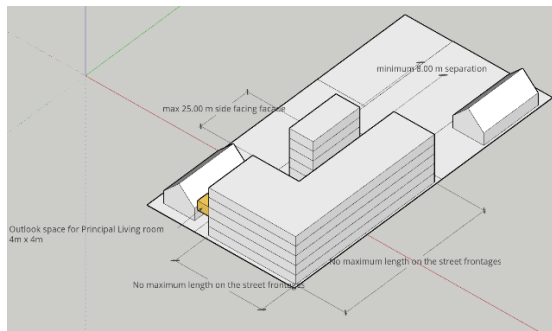 minimum 8.00 m separation
max 25.00 m side facing facade
Outlook space for Principal Living room
4m x 4m
No maximum length on the street frontages
No maximum length on the street frontages